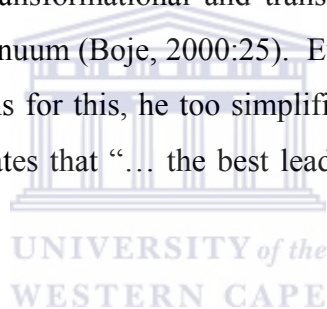 nsformational and trans
nuum (Boje, 2000:25). E
s for this, he too simplifi
ates that “… the best lead
UNIVERSITY of the
WESTERN CAPE